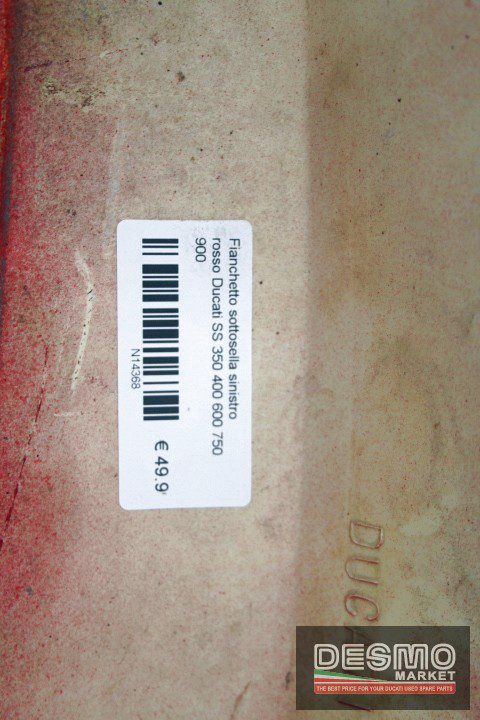 Fianchetto sottosella sinistro
rosso Ducati SS 350 400 600 750
900
N14368
€ 49.9
DUCA
DESMO
MARKET
THE BEST PRICE FOR YOUR DUCATI USED SPARE PARTS